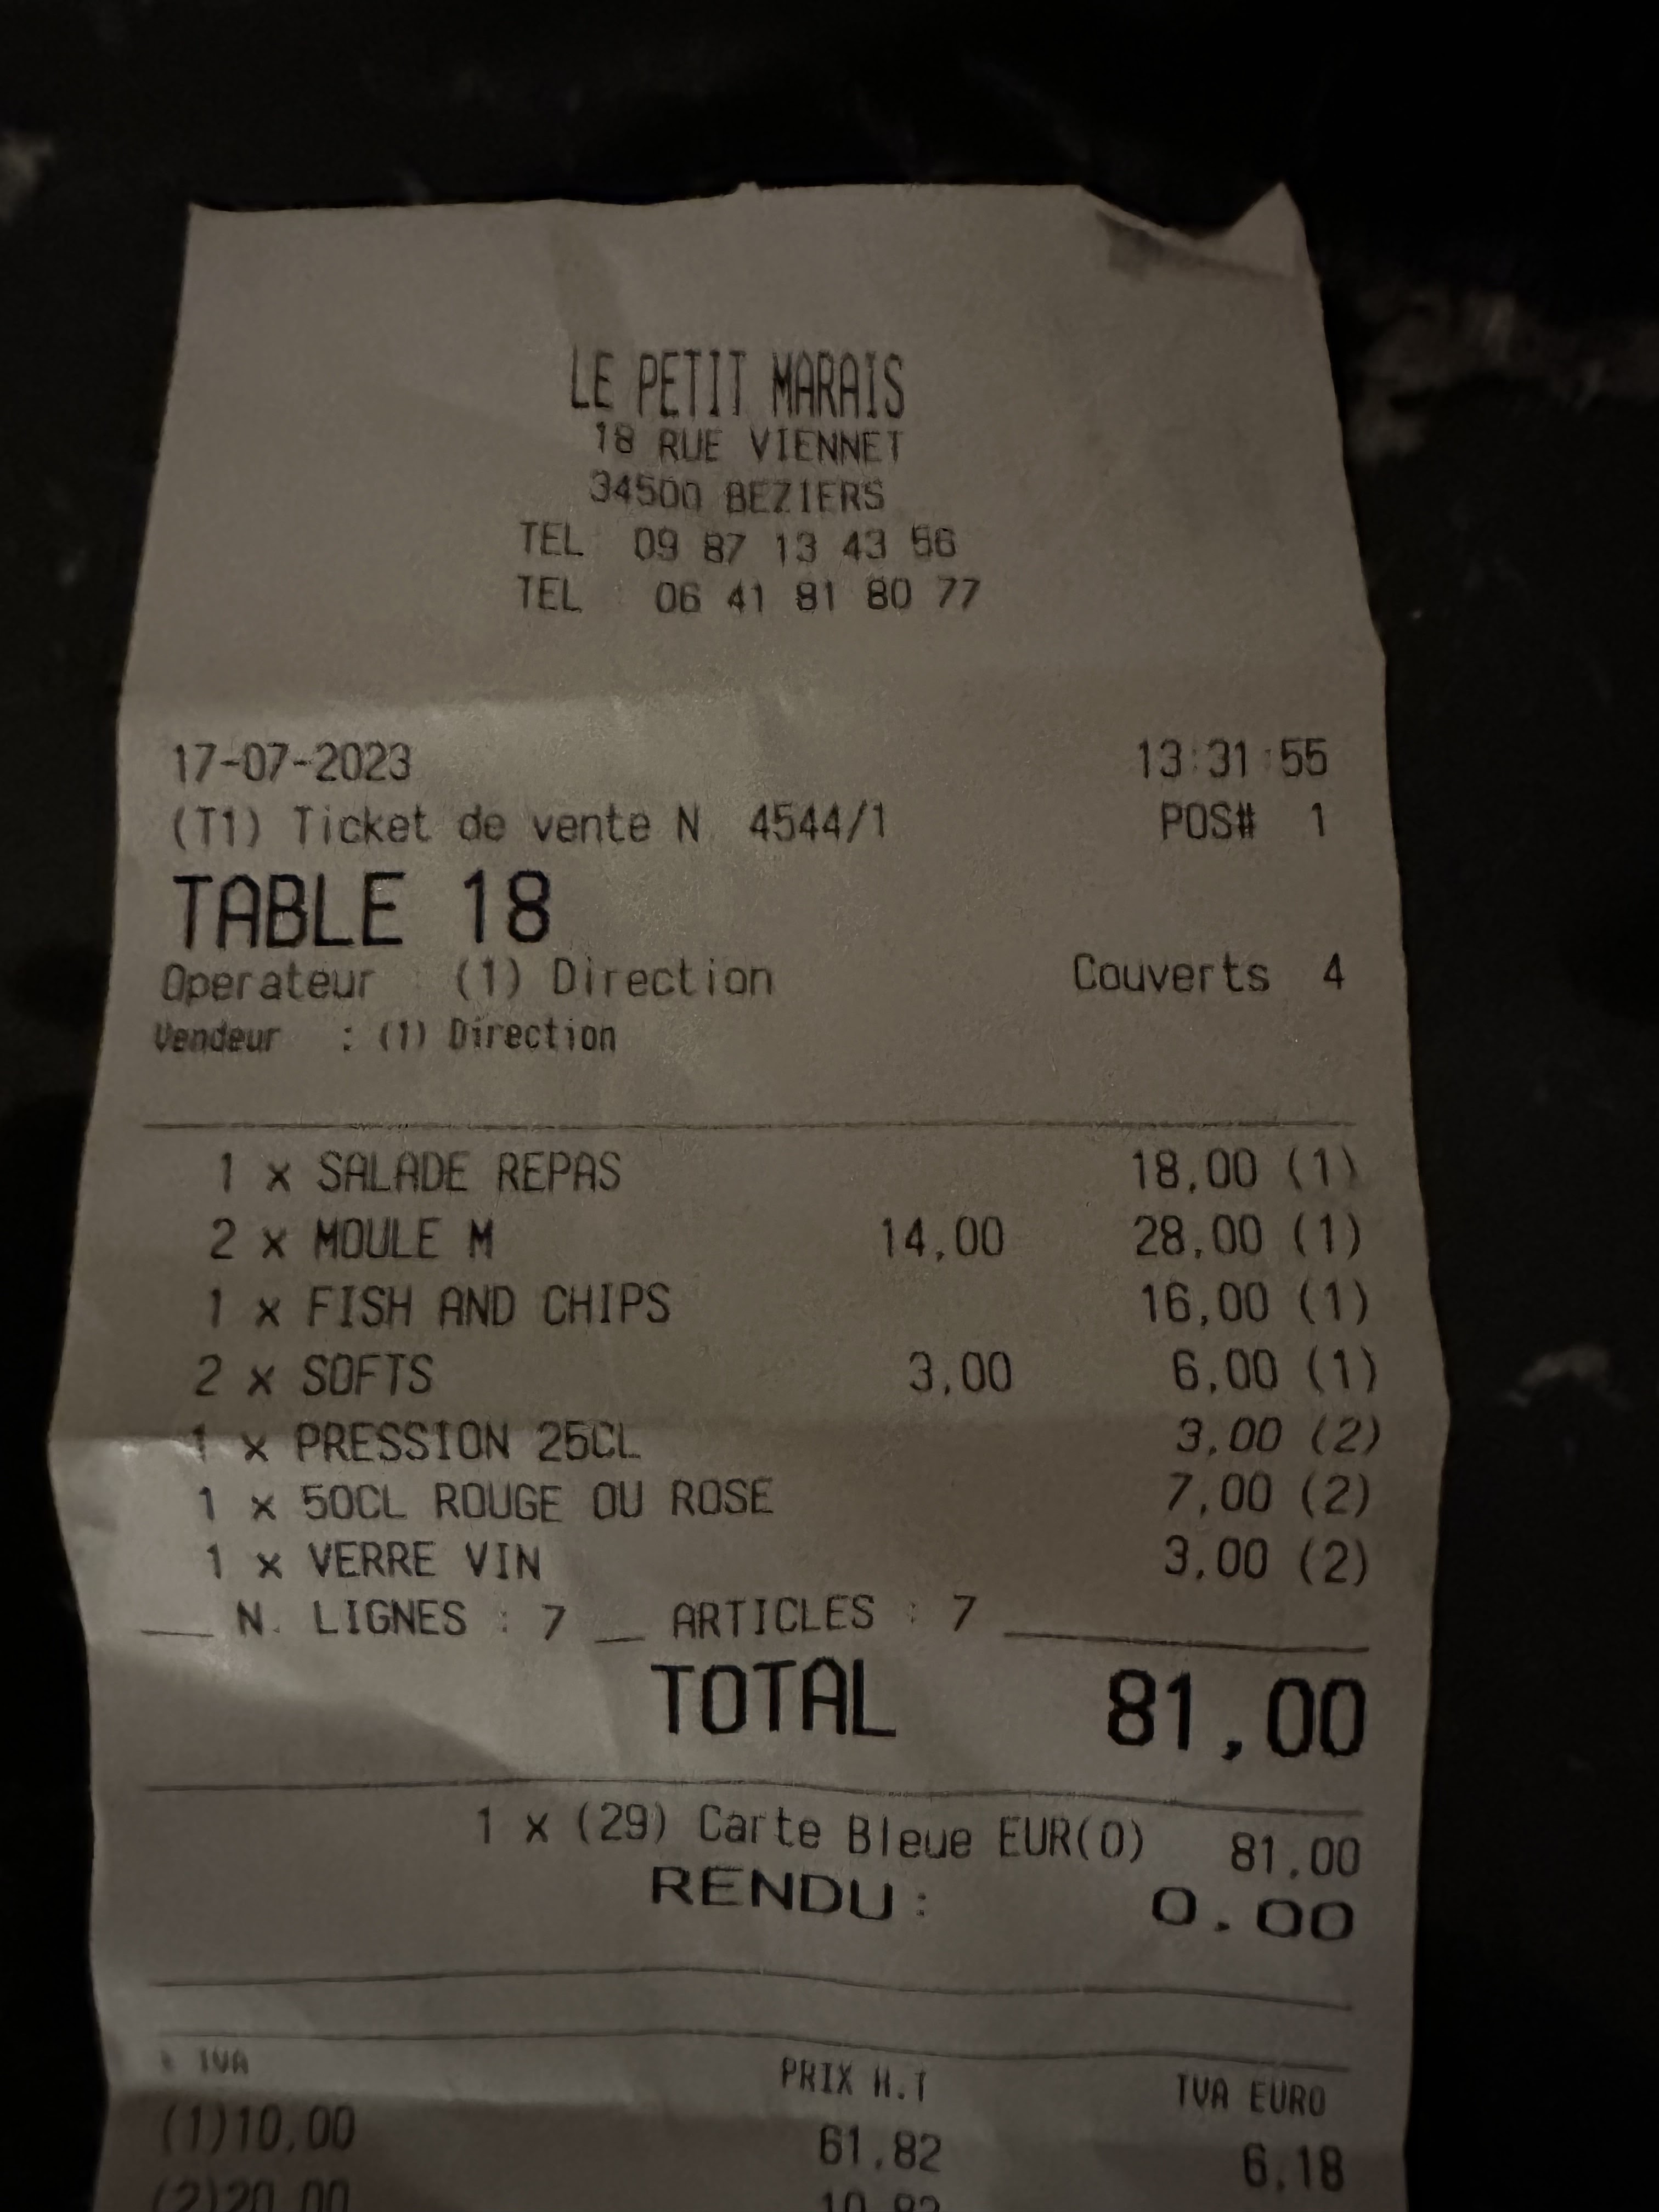 LE PETIT MARAIS
18 RUE VIENNET
34500 BEZIERS
TEL 09 87 13 43 56
TEL : 06 41 81 80 77
17-07-2023 13:31:55
(T1) Ticket de vente N. 4544/1 POS# 1
TABLE 18
Operateur : (1) Direction Couverts 4
Vendeur : (1) Direction
1 x SALADE REPAS 18,00 (1)
2 x MOULE M 14,00 28,00 (1)
1 x FISH AND CHIPS 16,00 (1)
2 x SOFTS 3,00 6,00 (1)
1 x PRESSION 25CL 3,00 (2)
1 x 50CL ROUGE OU ROSE 7,00 (2)
1 x VERRE VIN 3,00 (2)
N. LIGNES : 7 ARTICLES : 7
TOTAL 81,00
1 x (29) Carte Bleue EUR(0) 81,00
RENDU: 0.00
TVA PRIX H.T TVA EURO
(1)10,00 61,82 6,18
(2)20,00 10,83